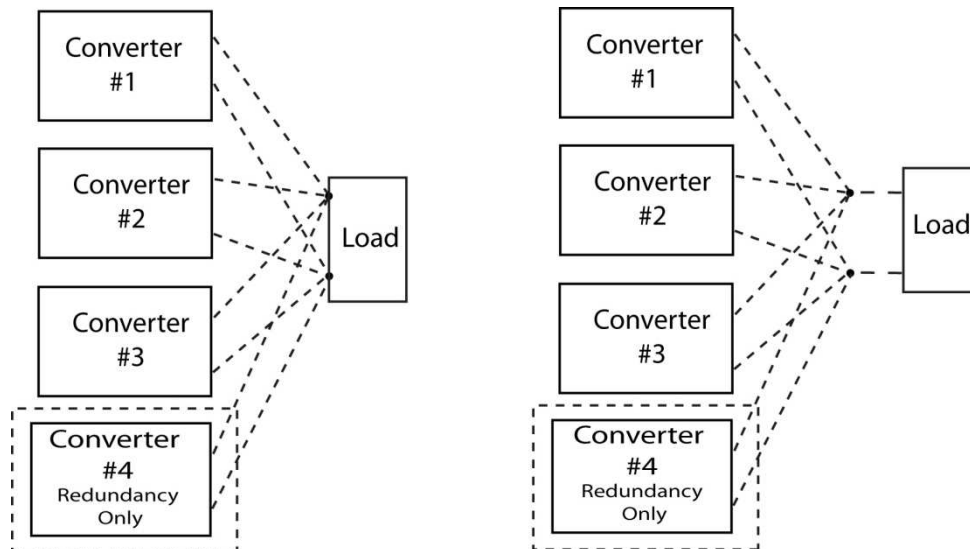 Converter
#1
Converter
#2
Load
Converter
#3
Converter
#4
Redundancy
Only
Converter
#1
Converter
#2
Load
Converter
#3
Converter
#4
Redundancy
Only